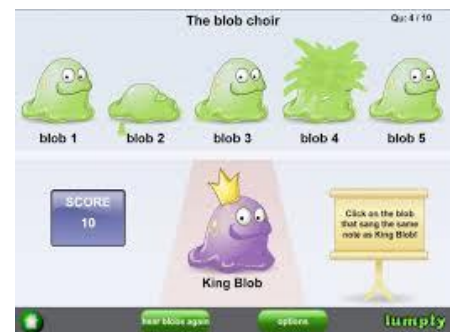 The blob choir
Qu: 4 / 10
blob 1
blob 2
blob 3
blob 4
blob 5
SCORE
10
Click on the blob
that sang the same
note as King Blob!
King Blob
hear blobs again
options
lumply